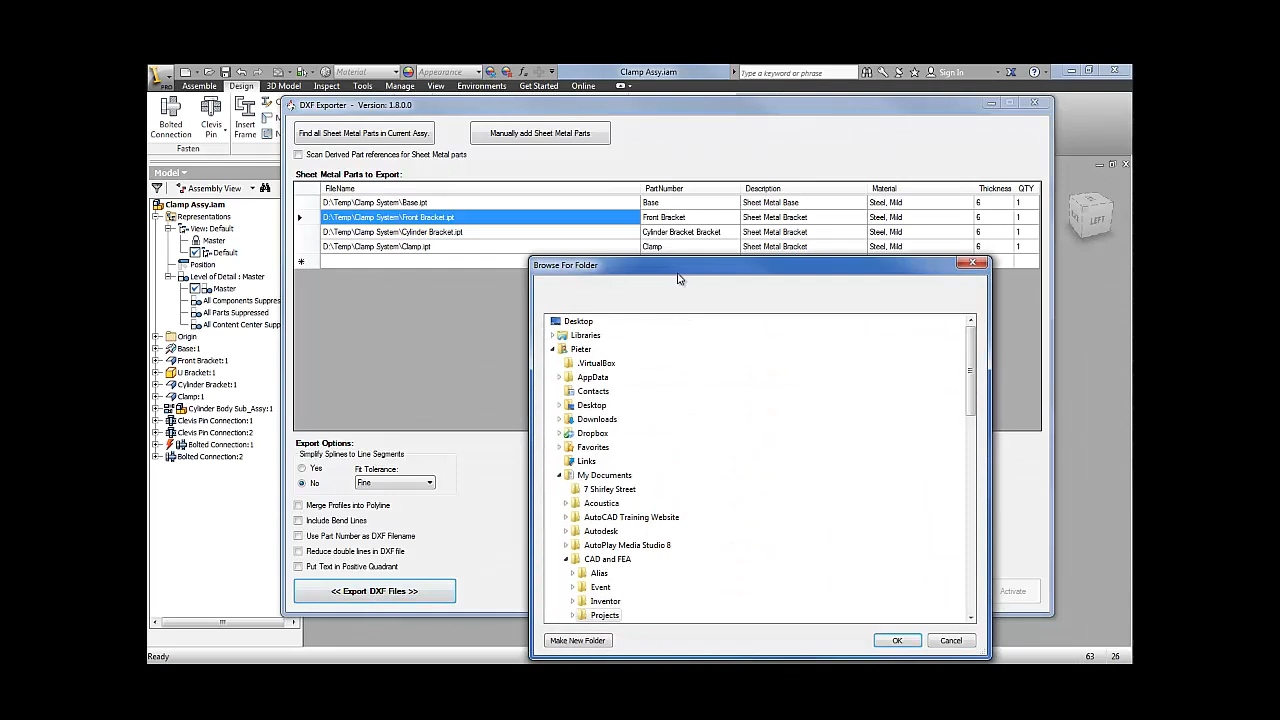 Material
Appearance
Clamp Assy.iam
Type a keyword or phrase
Sign In
PRO
Assemble
Design
3D Model
Inspect
Tools
Manage
View
Environments
Get Started
Online
Bolted Connection
Clevis Pin
Insert Frame
Fasten
Model
Assembly View
Clamp Assy.iam
Representations
View: Default
Master
Default
Position
Level of Detail : Master
Master
All Components Suppre
All Parts Suppressed
All Content Center Supp
Origin
Base:1
Front Bracket:1
U Bracket:1
Cylinder Bracket:1
Clamp:1
Cylinder Body Sub_Assy:1
Clevis Pin Connection:1
Clevis Pin Connection:2
Bolted Connection:1
Bolted Connection:2
Ready
63 26
LEFT
DXF Exporter - Version: 1.8.0.0
Find all Sheet Metal Parts in Current Assy.
Manually add Sheet Metal Parts
Scan Derived Part references for Sheet Metal parts
Sheet Metal Parts to Export:
FileName PartNumber Description Material Thickness QTY
D:\Temp\Clamp System\Base.ipt Base Sheet Metal Base Steel, Mild 6 1
D:\Temp\Clamp System\Front Bracket.ipt Front Bracket Sheet Metal Bracket Steel, Mild 6 1
D:\Temp\Clamp System\Cylinder Bracket.ipt Cylinder Bracket Bracket Sheet Metal Bracket Steel, Mild 6 1
D:\Temp\Clamp System\Clamp.ipt Clamp Sheet Metal Bracket Steel, Mild 6 1
Export Options:
Simplify Splines to Line Segments
Yes
Fit Tolerance:
No
Fine
Merge Profiles into Polyline
Include Bend Lines
Use Part Number as DXF Filename
Reduce double lines in DXF file
Put Text in Positive Quadrant
<< Export DXF Files >>
Activate
Browse For Folder
Desktop
Libraries
Pieter
.VirtualBox
AppData
Contacts
Desktop
Downloads
Dropbox
Favorites
Links
My Documents
7 Shirley Street
Acoustica
AutoCAD Training Website
Autodesk
AutoPlay Media Studio 8
CAD and FEA
Alias
Event
Inventor
Projects
Make New Folder
OK
Cancel